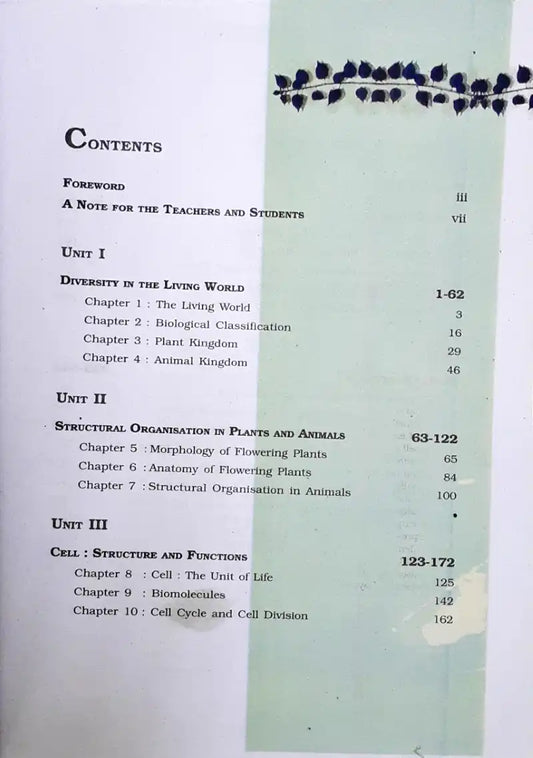 CONTENTS
FOREWORD iii
A NOTE FOR THE TEACHERS AND STUDENTS vii
UNIT I
DIVERSITY IN THE LIVING WORLD 1-62
Chapter 1 : The Living World 3
Chapter 2 : Biological Classification 16
Chapter 3 : Plant Kingdom 29
Chapter 4 : Animal Kingdom 46
UNIT II
STRUCTURAL ORGANISATION IN PLANTS AND ANIMALS 63-122
Chapter 5 : Morphology of Flowering Plants 65
Chapter 6 : Anatomy of Flowering Plants 84
Chapter 7 : Structural Organisation in Animals 100
UNIT III
CELL : STRUCTURE AND FUNCTIONS 123-172
Chapter 8 : Cell : The Unit of Life 125
Chapter 9 : Biomolecules 142
Chapter 10 : Cell Cycle and Cell Division 162